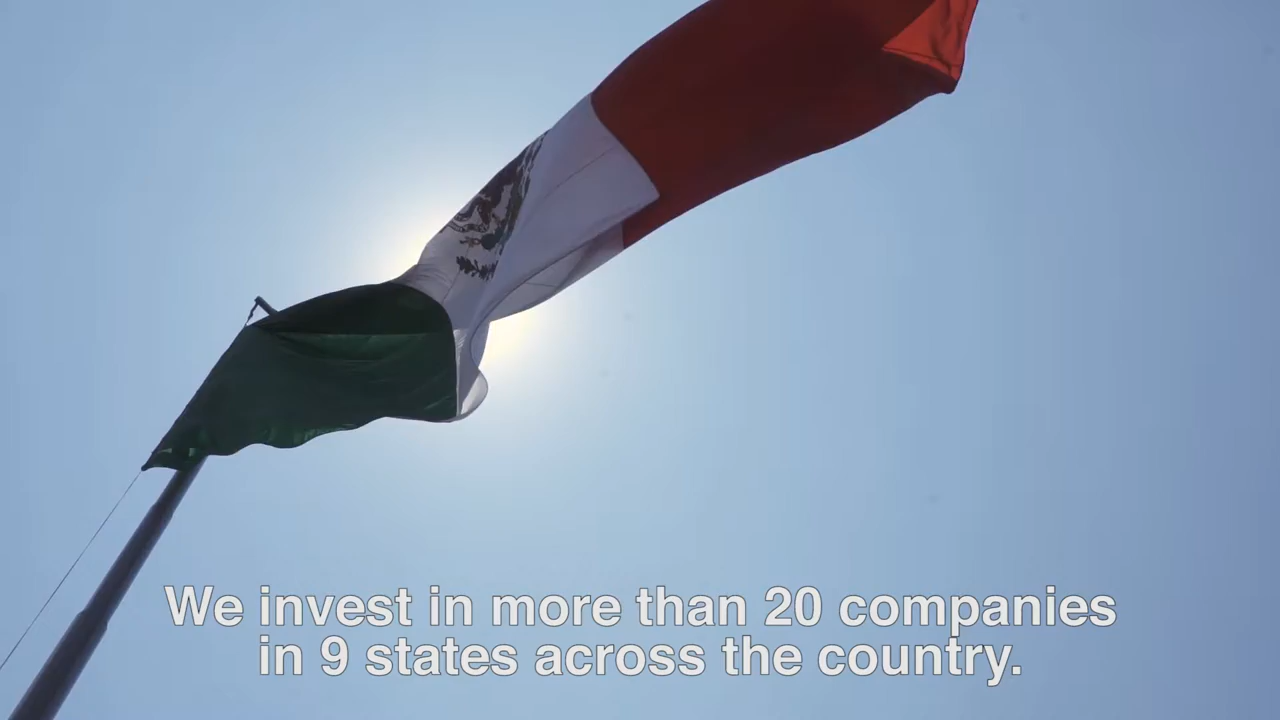 We invest in more than 20 companies
in 9 states across the country.